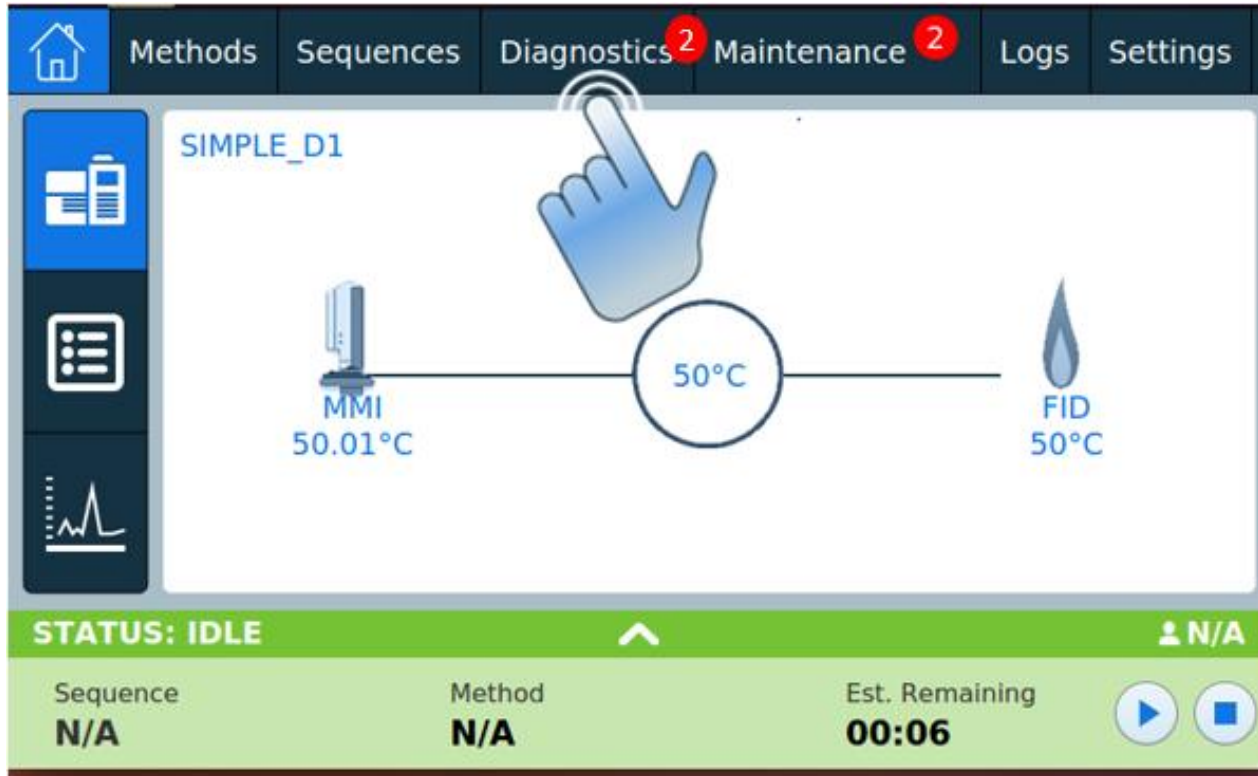 Methods Sequences Diagnostics 2 Maintenance 2 Logs Settings
SIMPLE_D1
50°C
MMI
50.01°C
FID
50°C
STATUS: IDLE N/A
Sequence Method Est. Remaining
N/A N/A 00:06